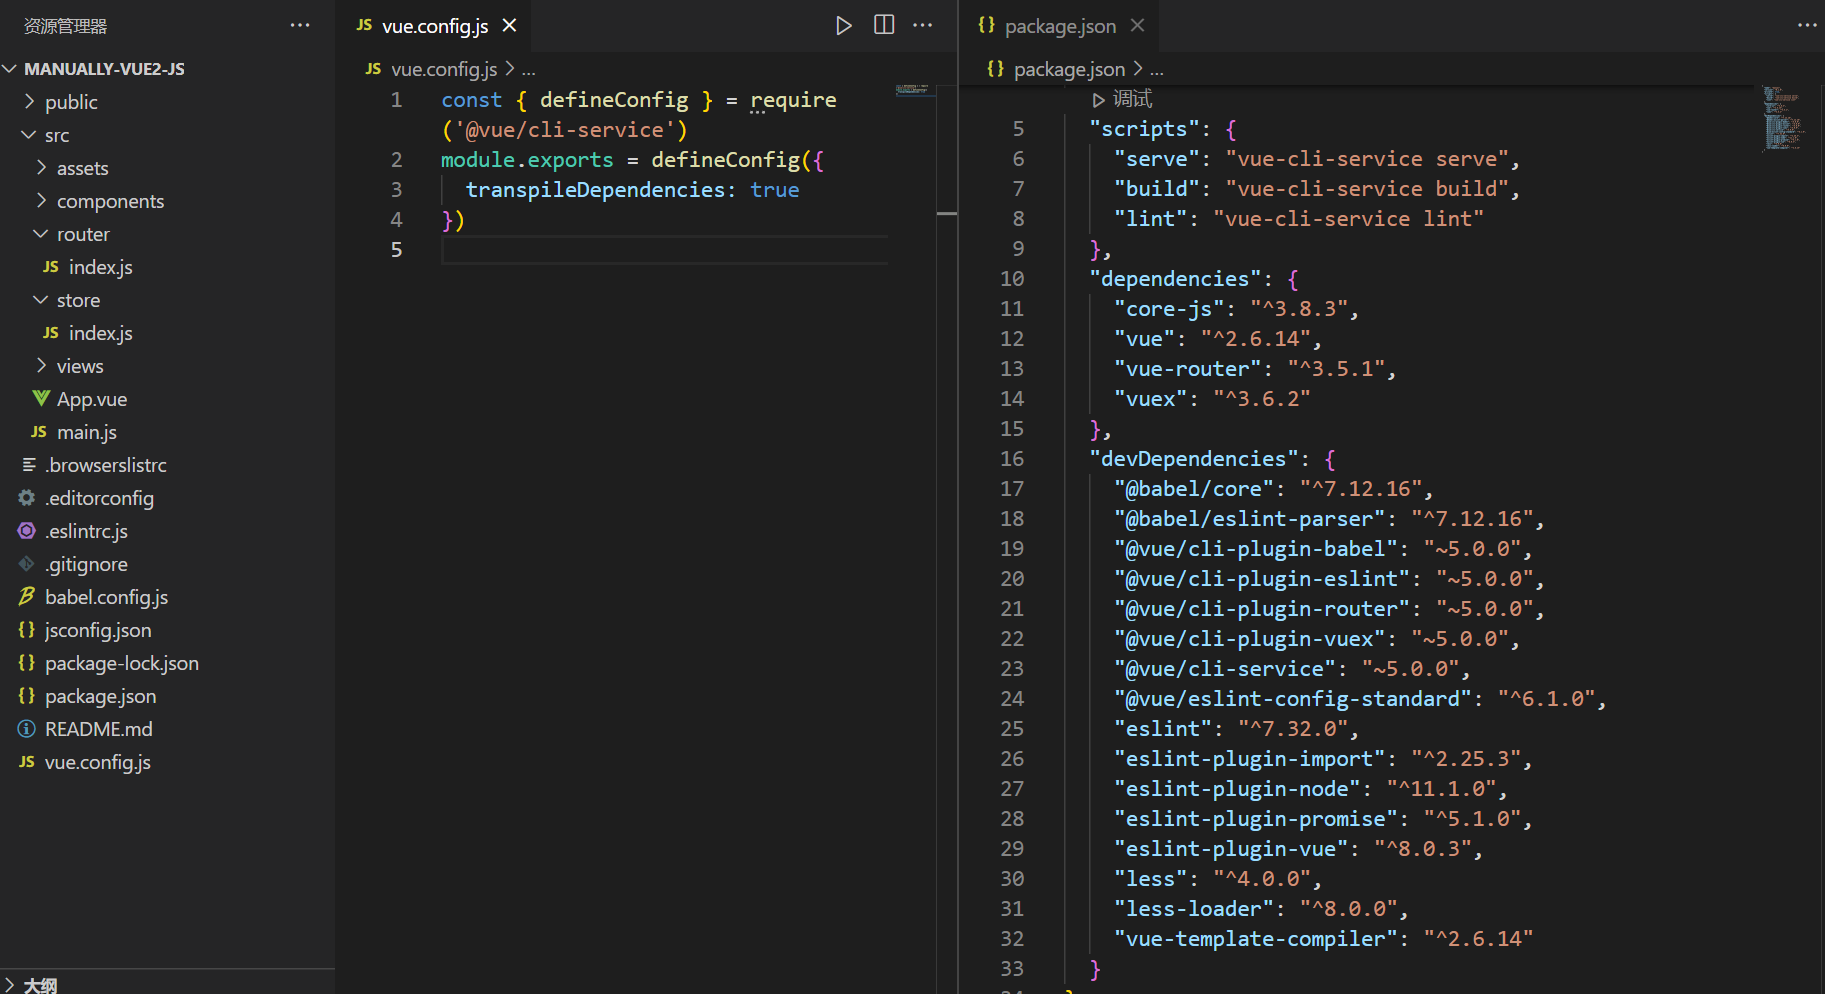 资源管理器
MANUALLY-VUE2-JS
public
src
assets
components
router
JS index.js
store
JS index.js
views
App.vue
JS main.js
.browserslistrc
.editorconfig
.eslintrc.js
.gitignore
babel.config.js
{} jsconfig.json
{} package-lock.json
{} package.json
README.md
JS vue.config.js
大纲
JS vue.config.js
JS vue.config.js > ...
1 const { defineConfig } = require
('@vue/cli-service')
2 module.exports = defineConfig({
3 transpileDependencies: true
4 })
5
{} package.json
{} package.json > ...
调试
5 "scripts": {
6 "serve": "vue-cli-service serve",
7 "build": "vue-cli-service build",
8 "lint": "vue-cli-service lint"
9 },
10 "dependencies": {
11 "core-js": "^3.8.3",
12 "vue": "^2.6.14",
13 "vue-router": "^3.5.1",
14 "vuex": "^3.6.2"
15 },
16 "devDependencies": {
17 "@babel/core": "^7.12.16",
18 "@babel/eslint-parser": "^7.12.16",
19 "@vue/cli-plugin-babel": "~5.0.0",
20 "@vue/cli-plugin-eslint": "~5.0.0",
21 "@vue/cli-plugin-router": "~5.0.0",
22 "@vue/cli-plugin-vuex": "~5.0.0",
23 "@vue/cli-service": "~5.0.0",
24 "@vue/eslint-config-standard": "^6.1.0",
25 "eslint": "^7.32.0",
26 "eslint-plugin-import": "^2.25.3",
27 "eslint-plugin-node": "^11.1.0",
28 "eslint-plugin-promise": "^5.1.0",
29 "eslint-plugin-vue": "^8.0.3",
30 "less": "^4.0.0",
31 "less-loader": "^8.0.0",
32 "vue-template-compiler": "^2.6.14"
33 }